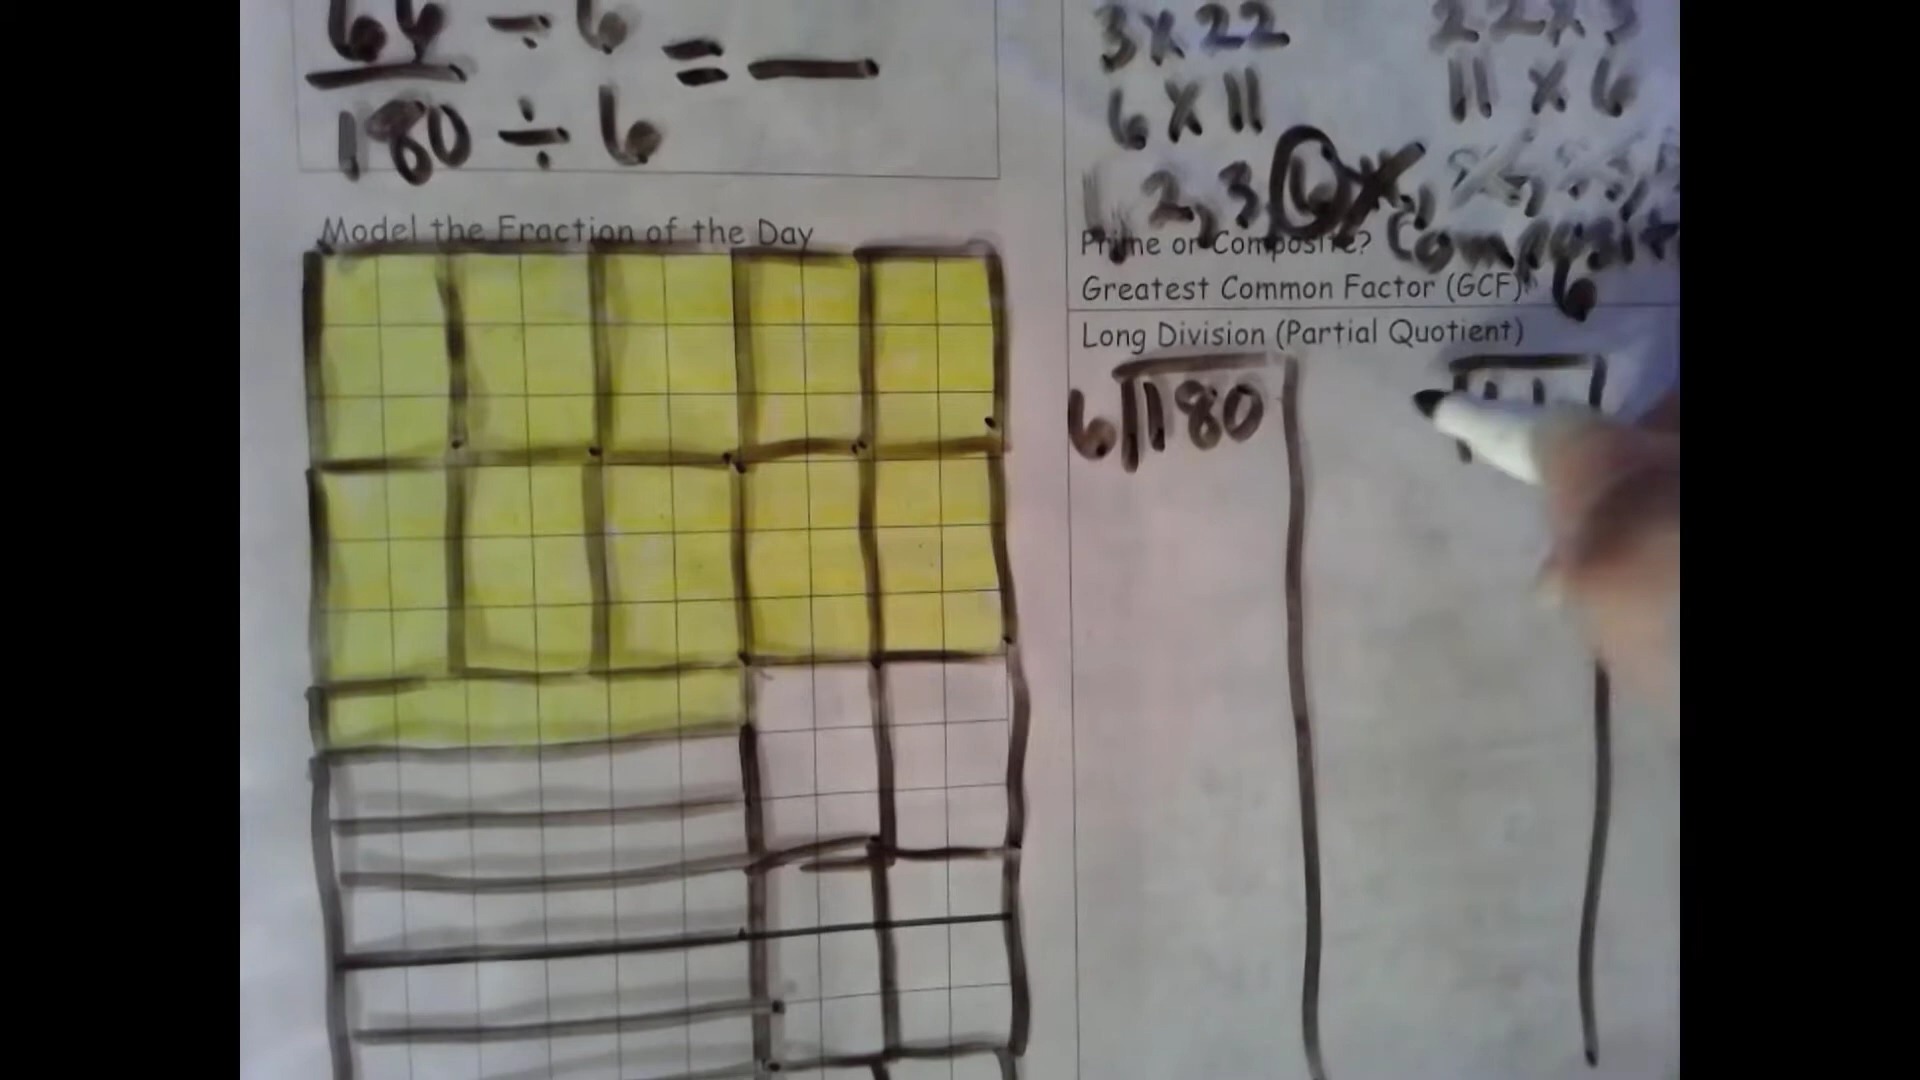 66 ÷ 6
= —
180 ÷ 6
3 x 22
22 x 3
6 x 11
11 x 6
1, 2, 3, 6
Model the Fraction of the Day
Prime or Composite? Composite
Greatest Common Factor (GCF) 6
Long Division (Partial Quotient)
6 180